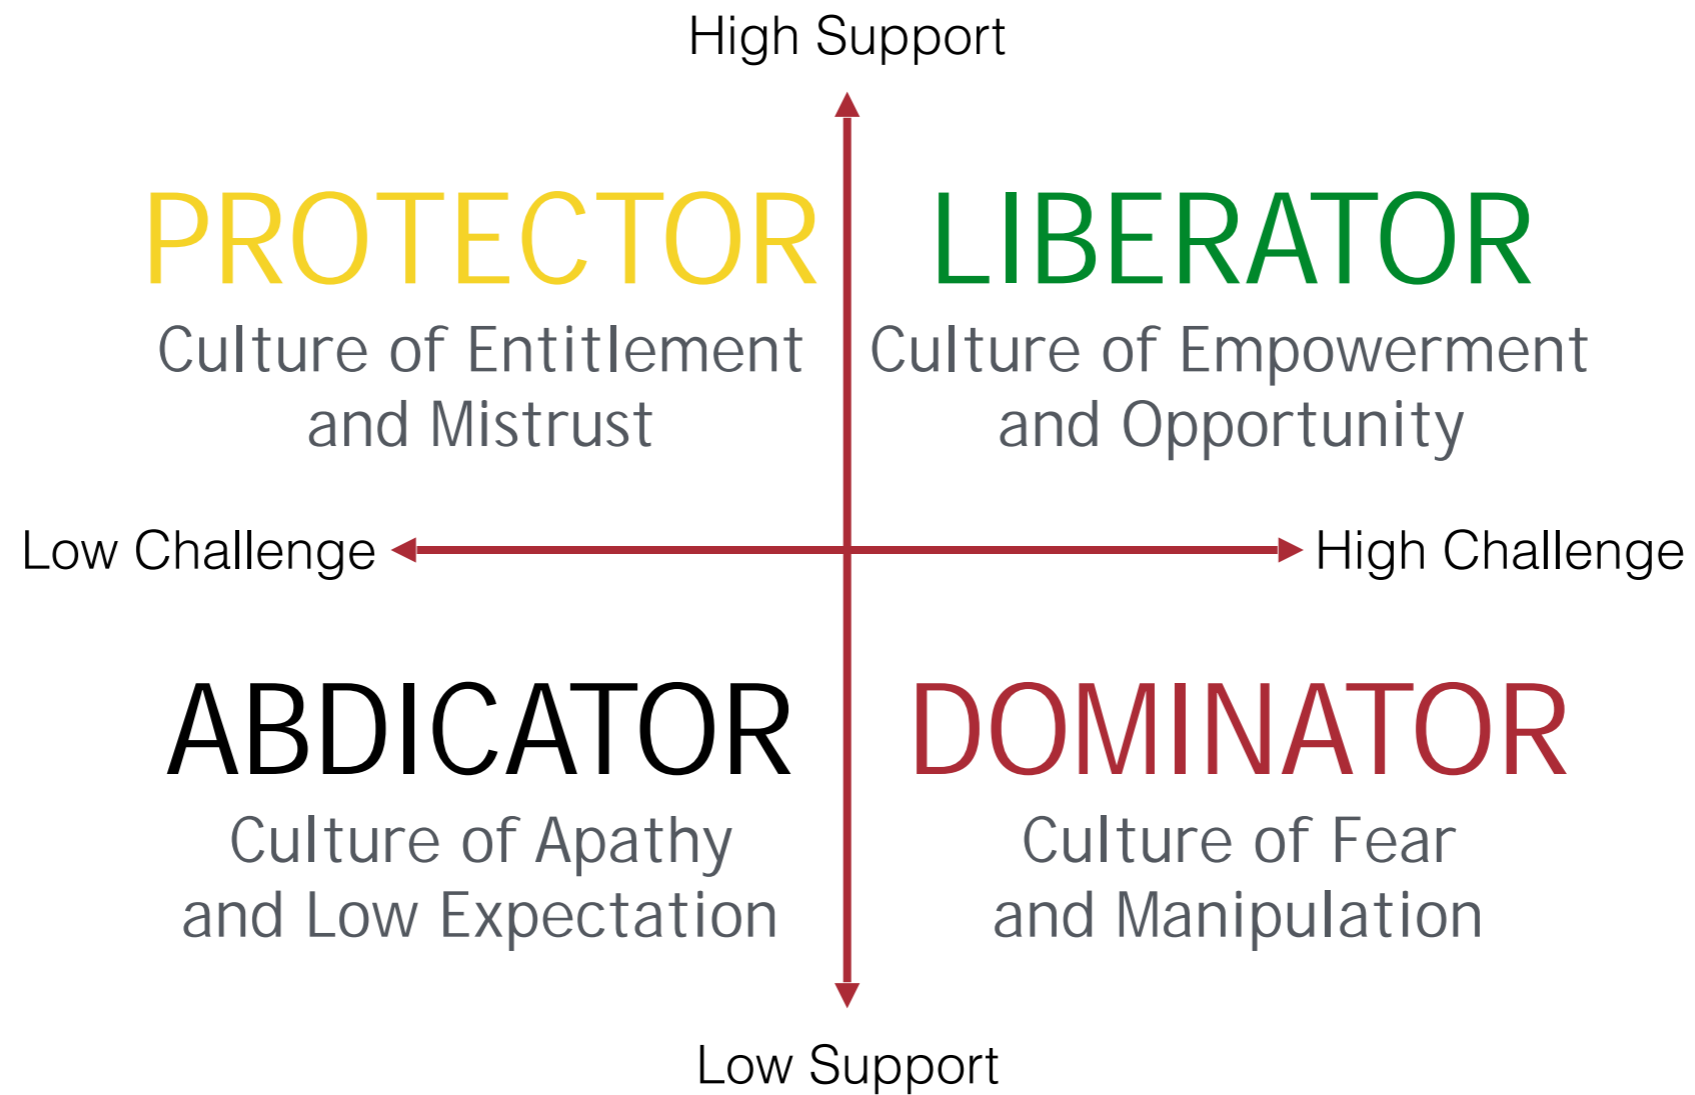 High Support
PROTECTOR
Culture of Entitlement
and Mistrust
LIBERATOR
Culture of Empowerment
and Opportunity
Low Challenge
High Challenge
ABDICATOR
Culture of Apathy
and Low Expectation
DOMINATOR
Culture of Fear
and Manipulation
Low Support